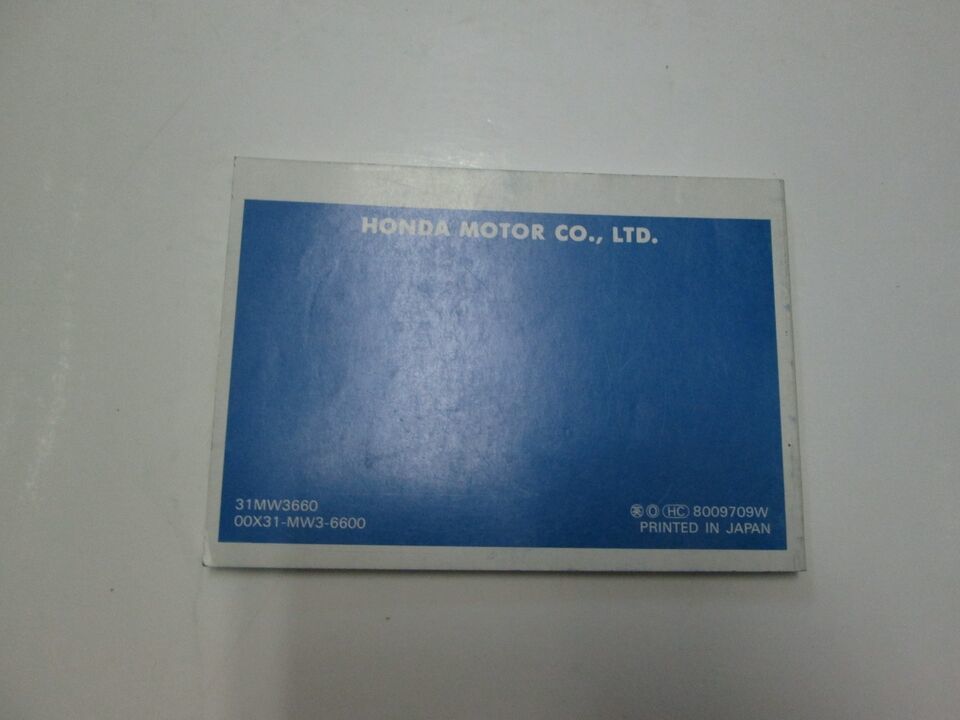 HONDA MOTOR CO., LTD.
31MW3660
00X31-MW3-6600
HC 8009709W
PRINTED IN JAPAN